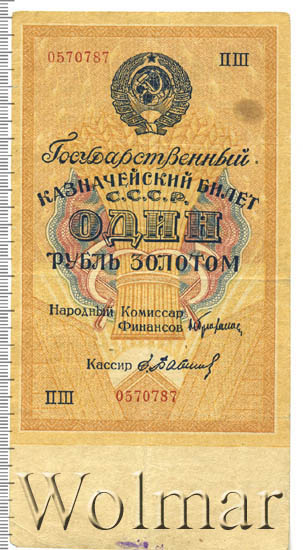 0570787 ПШ
Государственный
КАЗНАЧЕЙСКИЙ БИЛЕТ
С.С.С.Р.
ОДИН
РУБЛЬ ЗОЛОТОМ
Народный Комиссар
Финансов
Кассир
ПШ 0570787
Wolmar